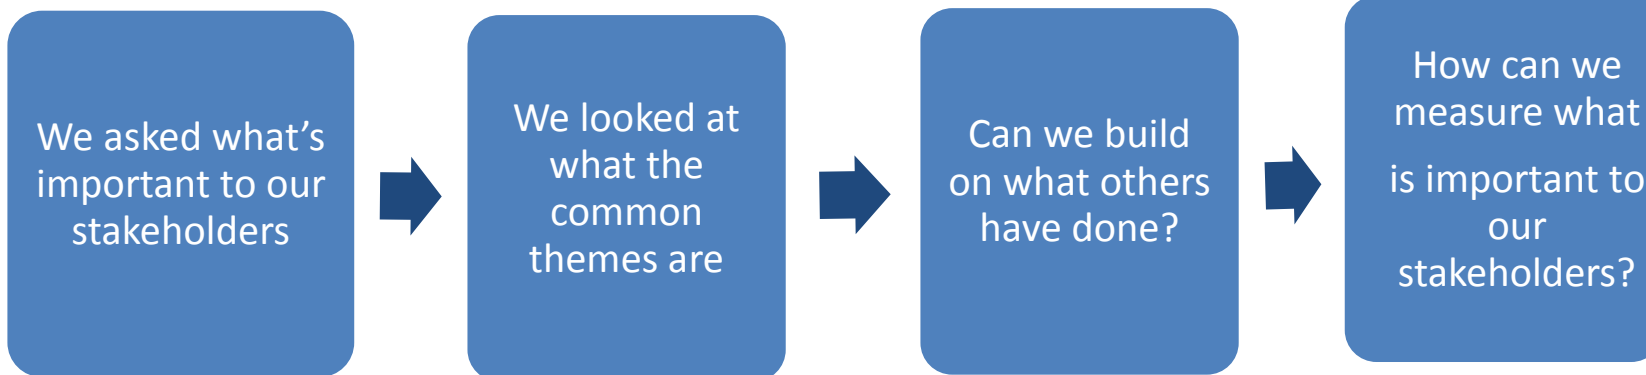 We asked what’s
important to our
stakeholders
We looked at
what the
common
themes are
Can we build
on what others
have done?
How can we
measure what
is important to
our
stakeholders?